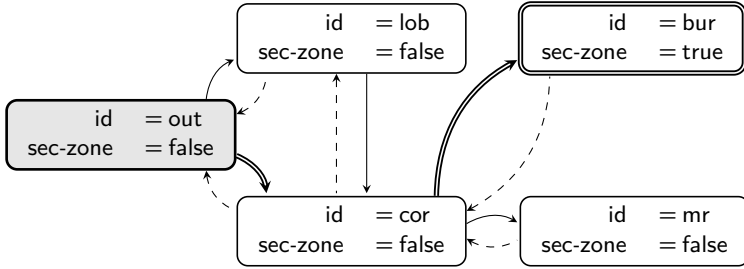 id = lob
sec-zone = false
id = bur
sec-zone = true
id = out
sec-zone = false
id = cor
sec-zone = false
id = mr
sec-zone = false